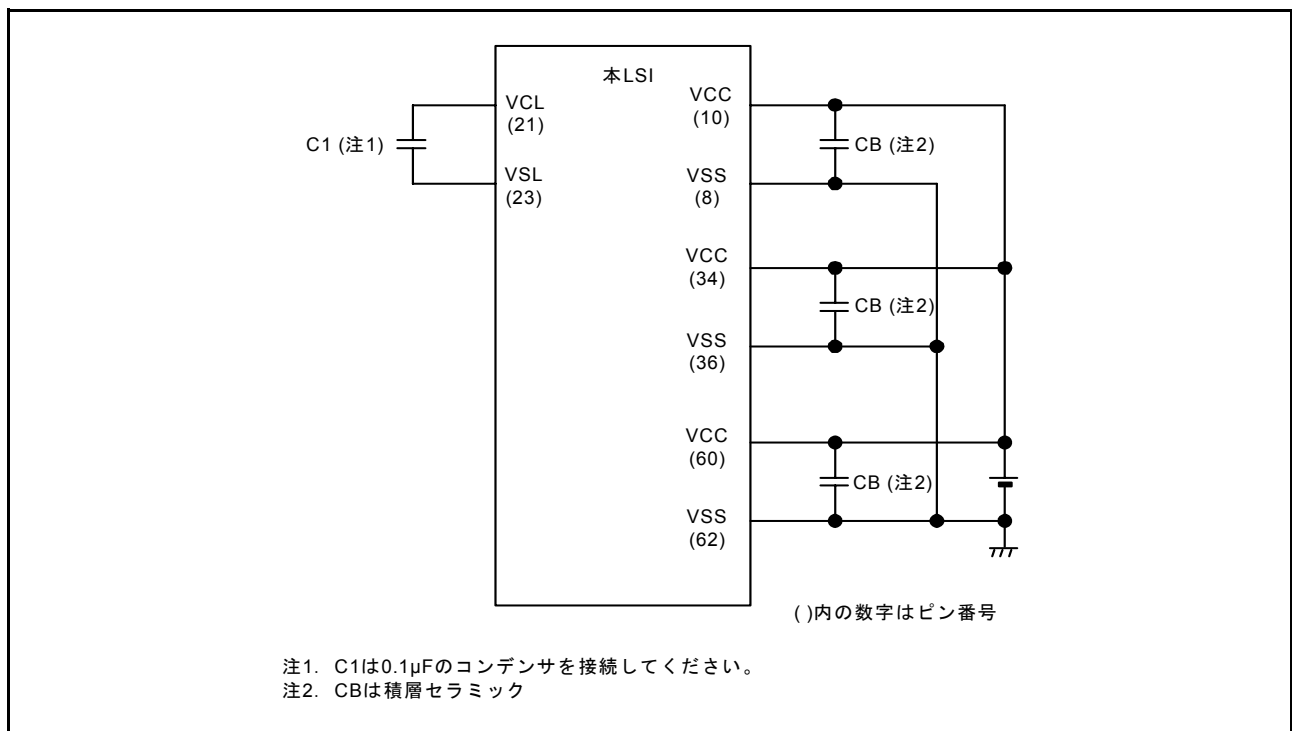 本LSI
VCL
(21)
C1 (注1)
VSL
(23)
VCC
(10)
CB (注2)
VSS
(8)
VCC
(34)
CB (注2)
VSS
(36)
VCC
(60)
CB (注2)
VSS
(62)
( )内の数字はピン番号
注1. C1は0.1µFのコンデンサを接続してください。
注2. CBは積層セラミック